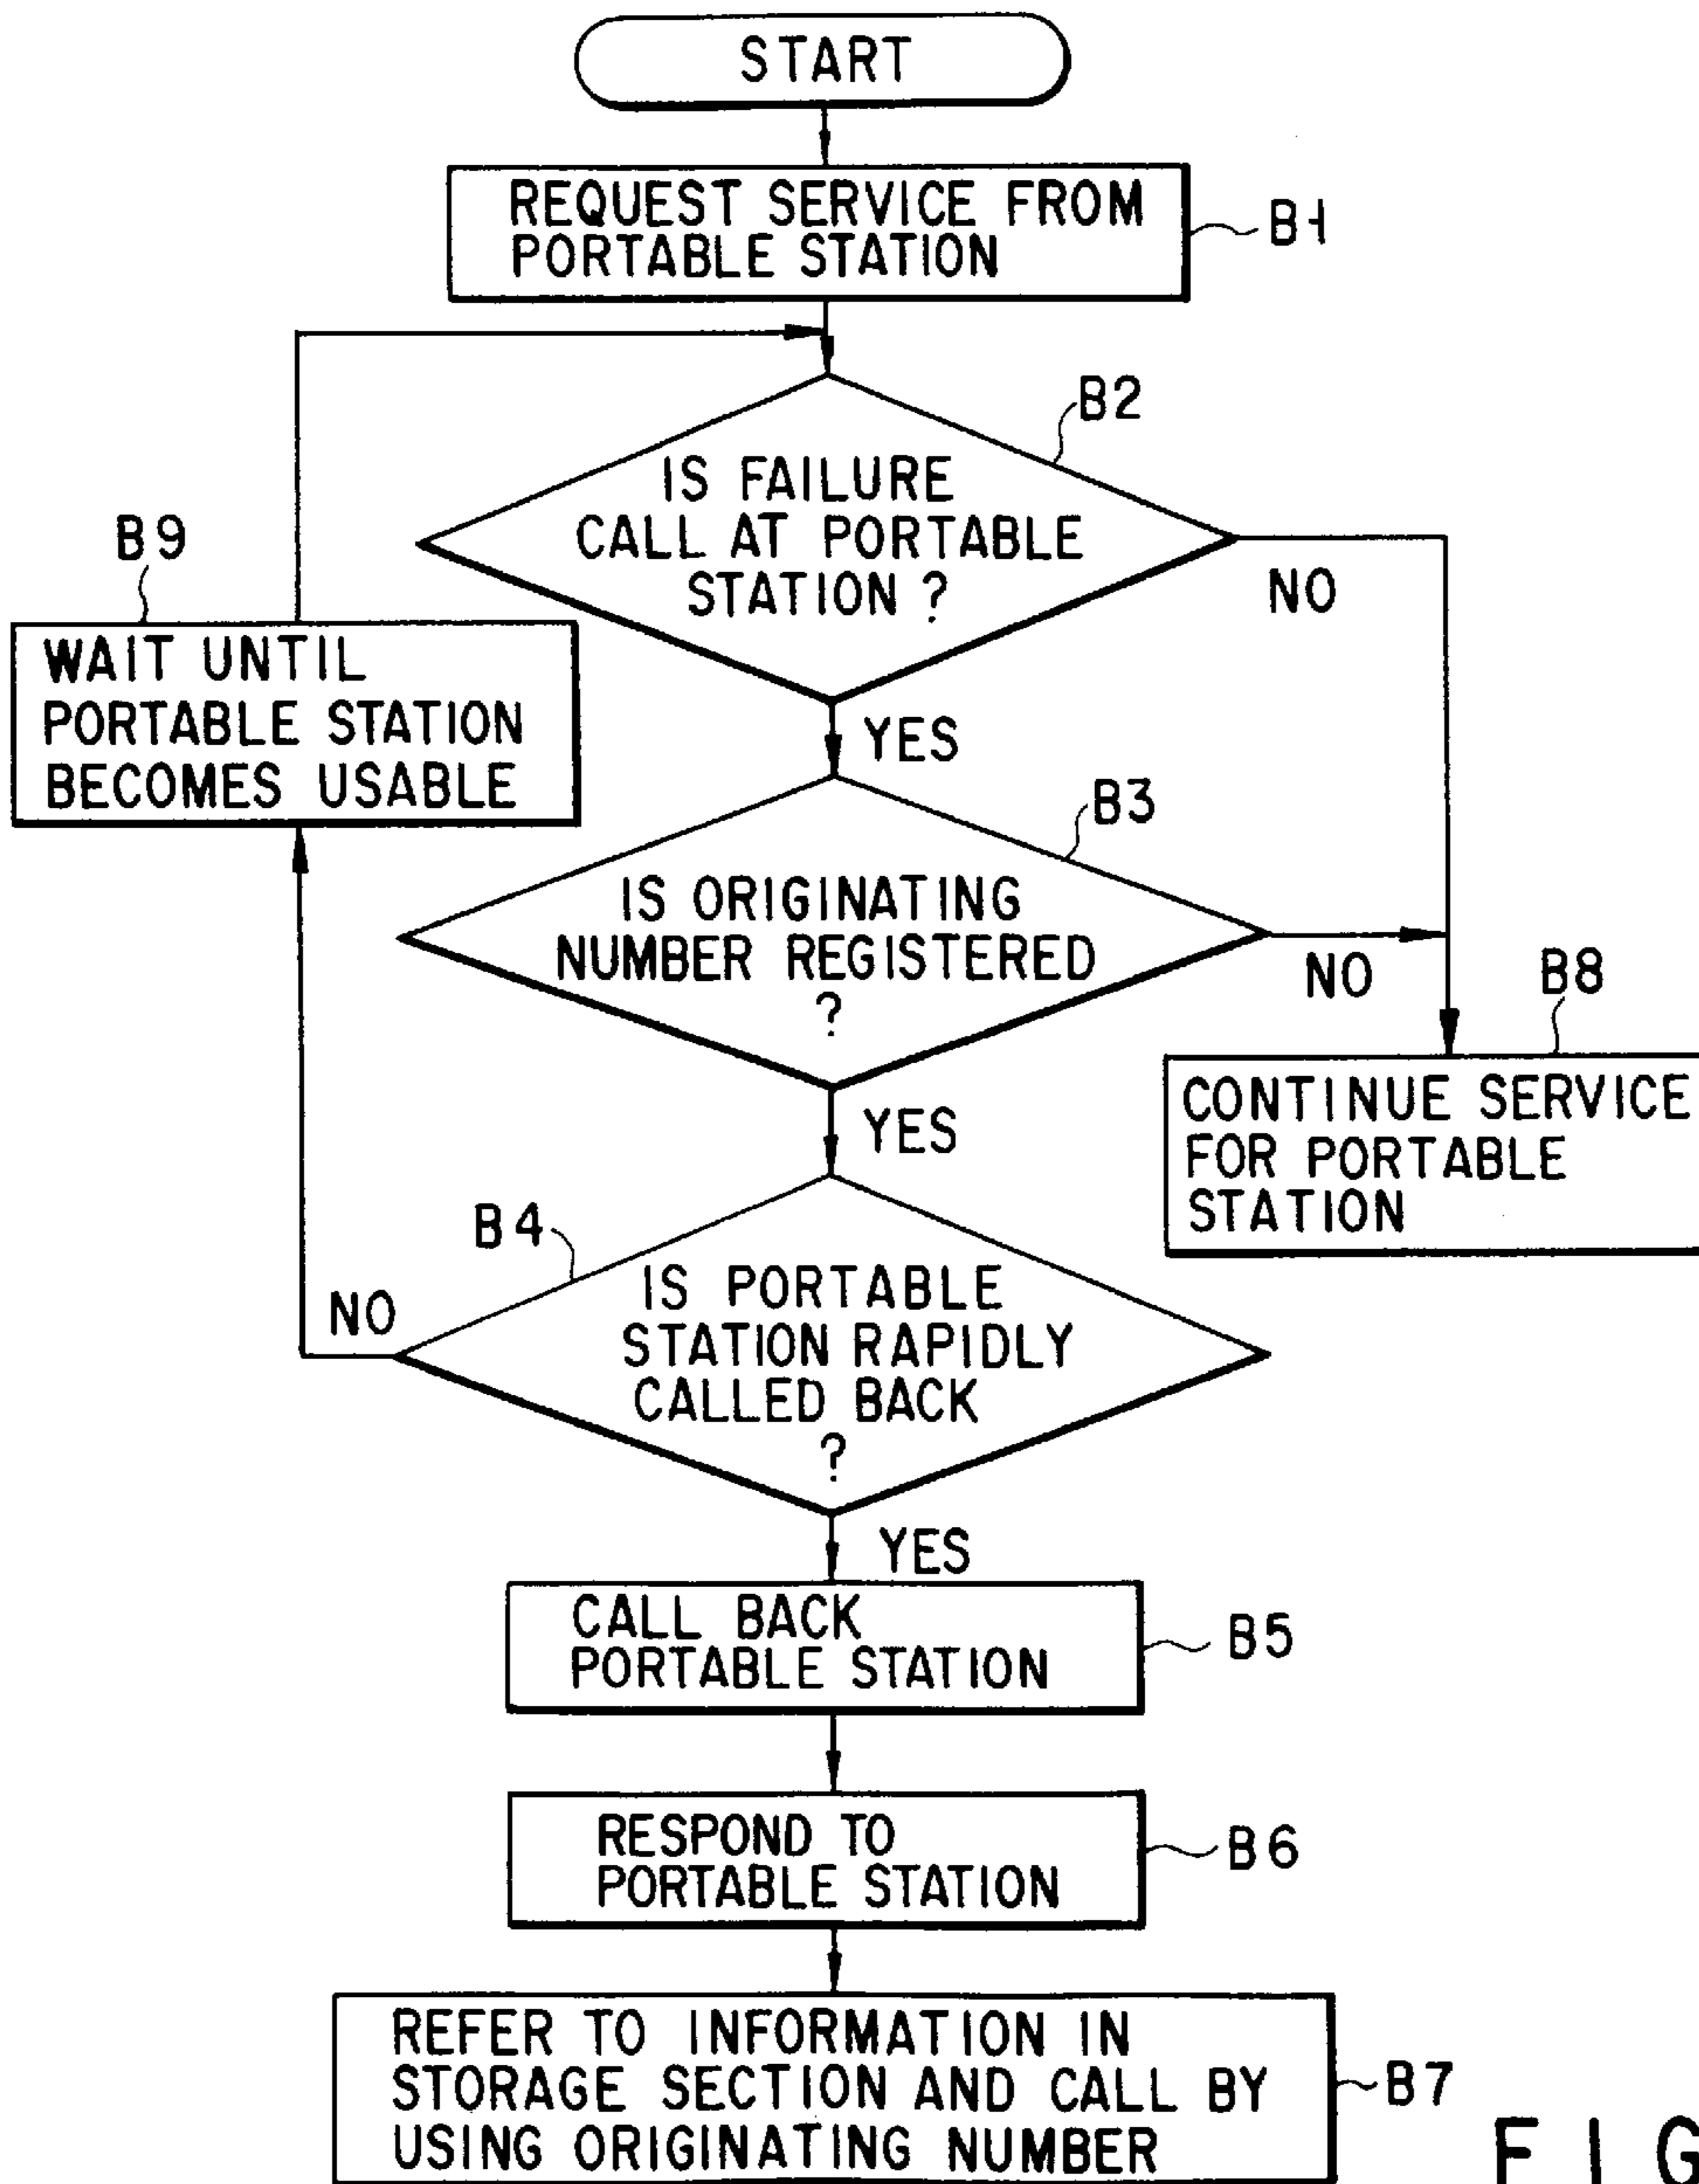 START
REQUEST SERVICE FROM
PORTABLE STATION
B1
B2
IS FAILURE
CALL AT PORTABLE
STATION ?
NO
B9
WAIT UNTIL
PORTABLE STATION
BECOMES USABLE
YES
B3
IS ORIGINATING
NUMBER REGISTERED
?
NO
B8
CONTINUE SERVICE
FOR PORTABLE
STATION
YES
B4
IS PORTABLE
STATION RAPIDLY
CALLED BACK
?
NO
YES
CALL BACK
PORTABLE STATION
B5
RESPOND TO
PORTABLE STATION
B6
REFER TO INFORMATION IN
STORAGE SECTION AND CALL BY
USING ORIGINATING NUMBER
B7
FIG